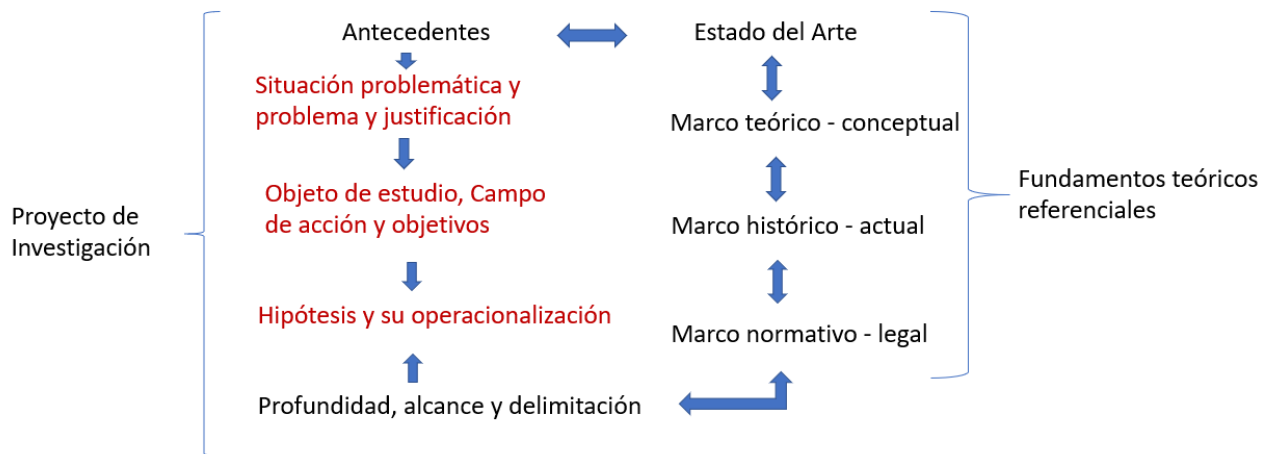 Antecedentes
Estado del Arte
Situación problemática y
problema y justificación
Marco teórico - conceptual
Objeto de estudio, Campo
de acción y objetivos
Proyecto de
Investigación
Marco histórico - actual
Fundamentos teóricos
referenciales
Hipótesis y su operacionalización
Marco normativo - legal
Profundidad, alcance y delimitación